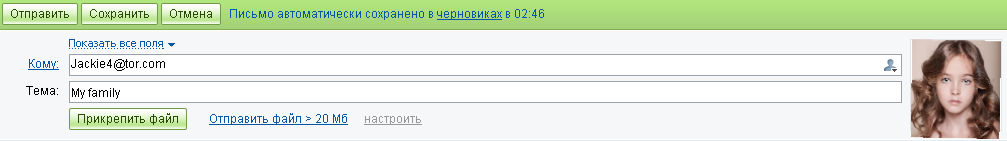 Отправить Сохранить Отмена Письмо автоматически сохранено в черновиках в 02:46
Показать все поля
Кому: Jackie4@tor.com
Тема: My family
Прикрепить файл Отправить файл > 20 Мб настроить